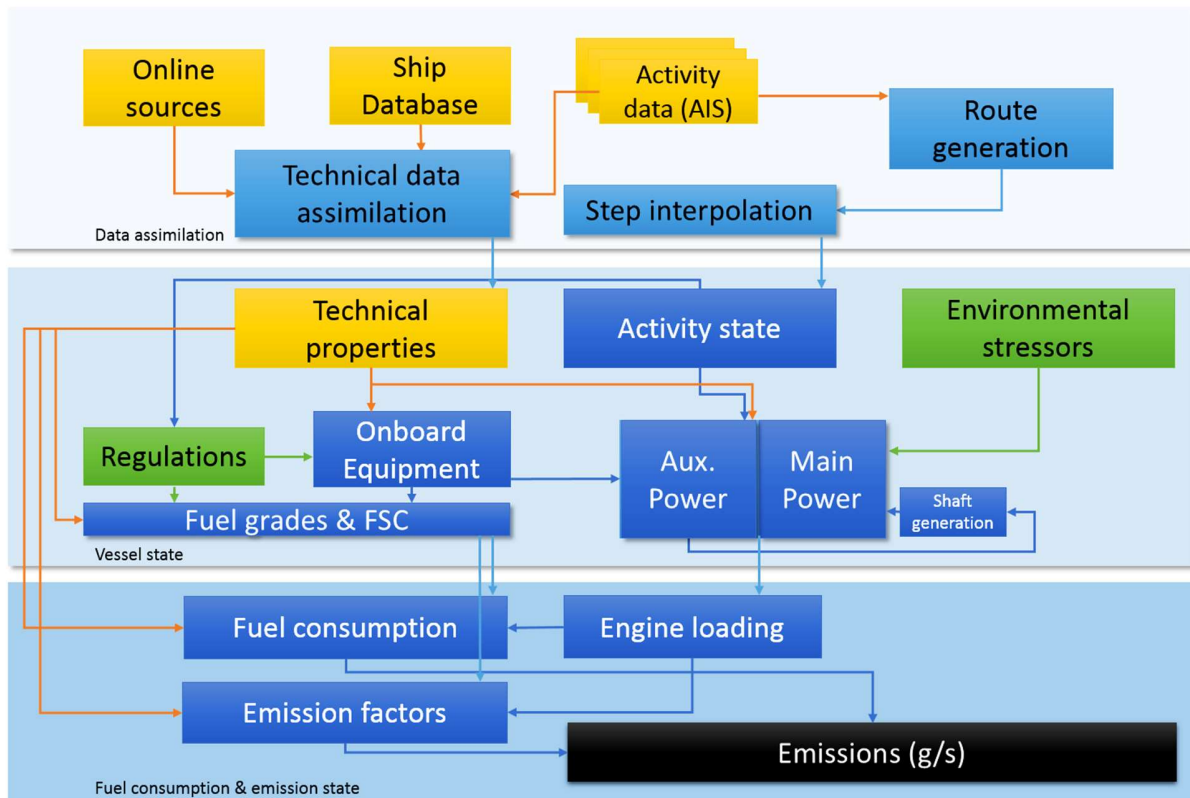 Online
sources
Ship
Database
Activity
data (AIS)
Route
generation
Technical data
assimilation
Step interpolation
Data assimilation
Technical
properties
Activity state
Environmental
stressors
Regulations
Onboard
Equipment
Aux.
Power
Main
Power
Shaft
generation
Fuel grades & FSC
Vessel state
Fuel consumption
Engine loading
Emission factors
Emissions (g/s)
Fuel consumption & emission state